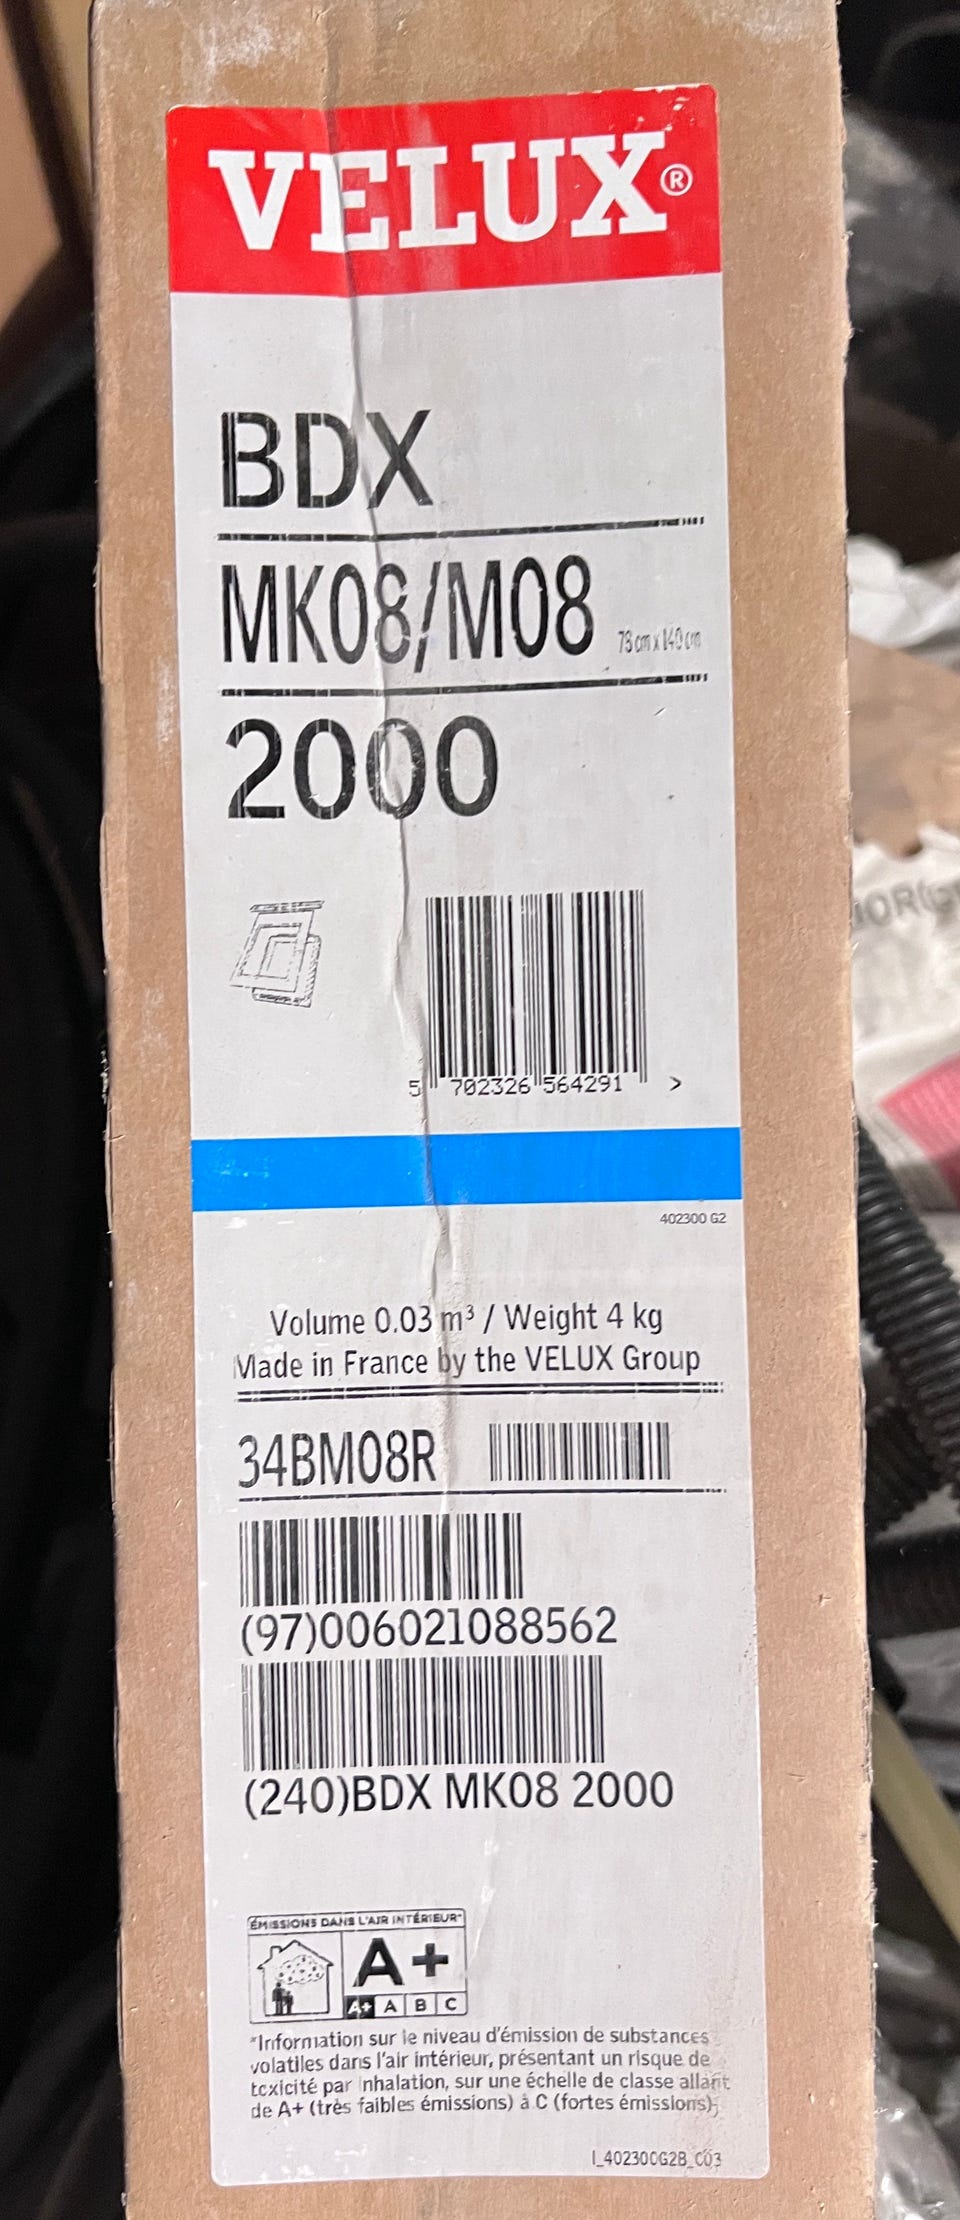 VELUX®
BDX
MK08/M08 78 cm x 140 cm
2000
5 702326 564291 >
402300 G2
Volume 0.03 m³ / Weight 4 kg
Made in France by the VELUX Group
34BM08R
(97)006021088562
(240)BDX MK08 2000
ÉMISSIONS DANS L'AIR INTÉRIEUR*
A+
A+ A B C
*Information sur le niveau d'émission de substances
volatiles dans l'air intérieur, présentant un risque de
toxicité par inhalation, sur une échelle de classe allant
de A+ (très faibles émissions) à C (fortes émissions);
I_402300G2B_C03